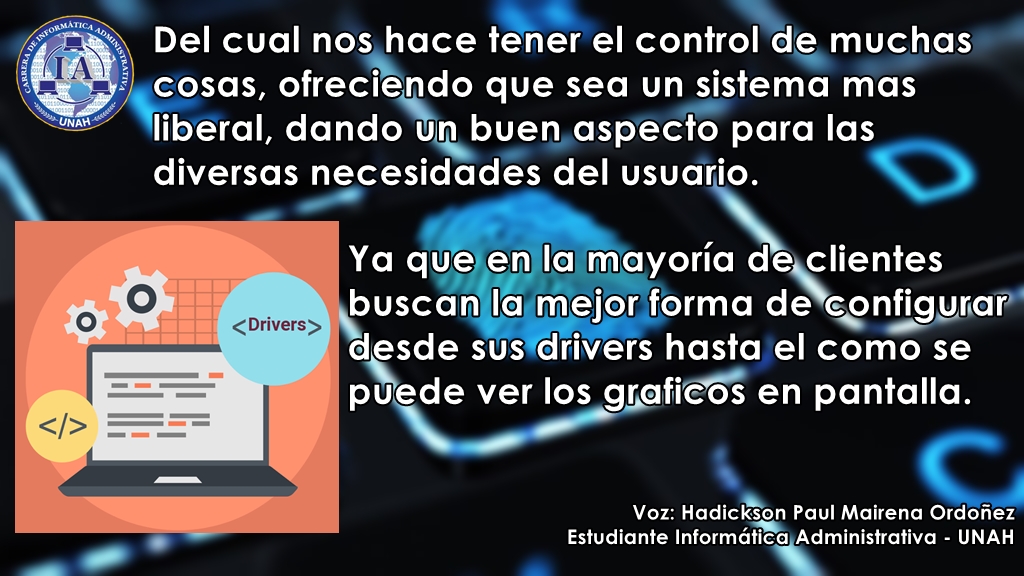 CARRERA DE INFORMÁTICA ADMINISTRATIVA
IA
UNAH
Del cual nos hace tener el control de muchas
cosas, ofreciendo que sea un sistema mas
liberal, dando un buen aspecto para las
diversas necesidades del usuario.
<Drivers>
</>
Ya que en la mayoría de clientes
buscan la mejor forma de configurar
desde sus drivers hasta el como se
puede ver los graficos en pantalla.
D
C
Voz: Hadickson Paul Mairena Ordoñez
Estudiante Informática Administrativa - UNAH